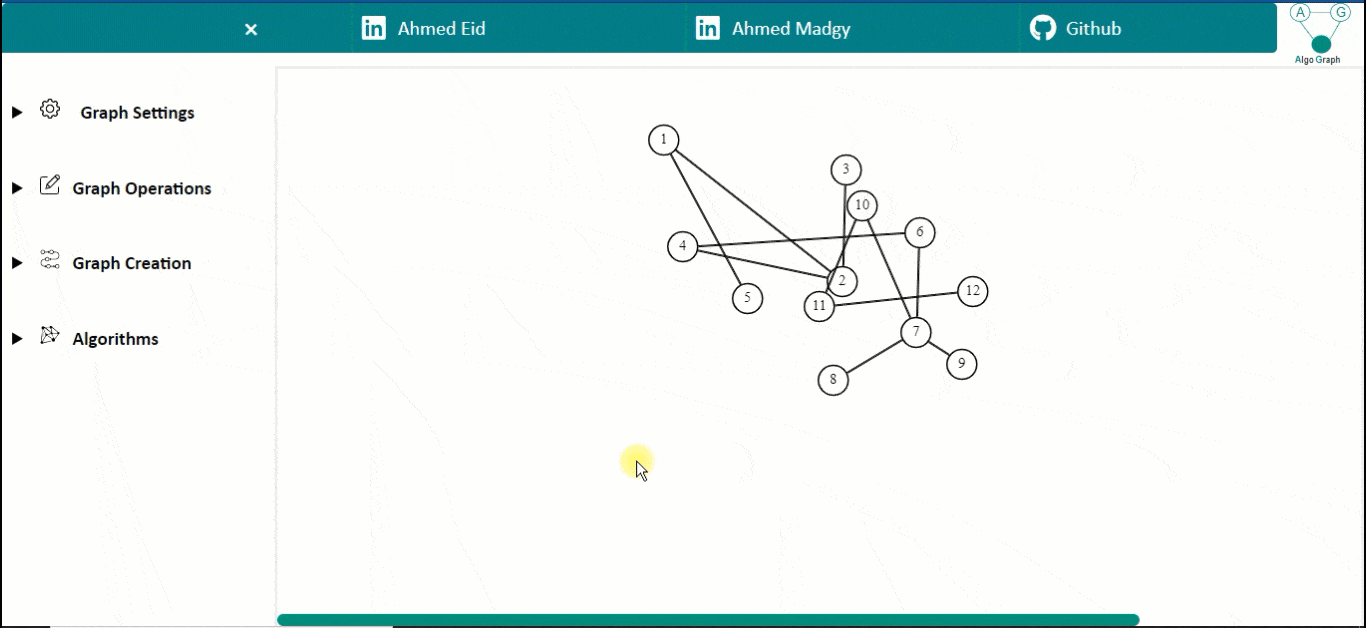 × Ahmed Eid Ahmed Madgy Github
A G
Algo Graph
Graph Settings
Graph Operations
Graph Creation
Algorithms
1
3
10
6
4
2
12
5
11
7
9
8